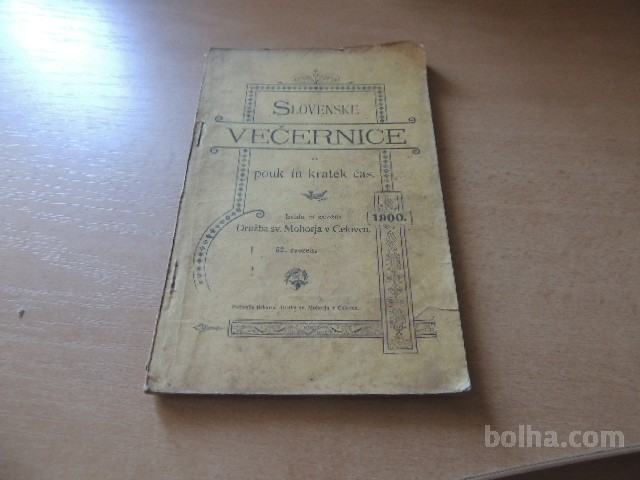 SLOVENSKE
VEČERNICE
za
pouk in kratek čas.
Izdala in založila
Družba sv. Mohorja v Celovcu.
1900.
52. zvezek.
Natisnila tiskarna Družbe sv. Mohorja v Celovcu.
bolha.com